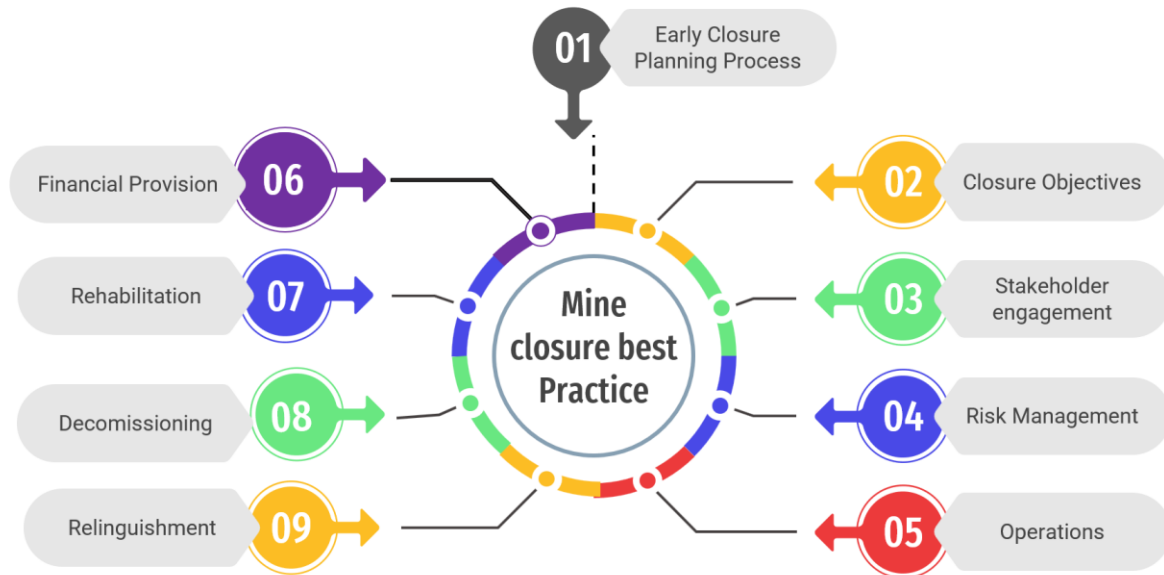 01
Early Closure
Planning Process
06
Financial Provision
02
Closure Objectives
07
Rehabilitation
03
Stakeholder
engagement
Mine
closure best
Practice
08
Decomissioning
04
Risk Management
09
Relinguishment
05
Operations